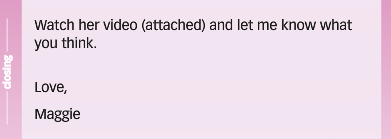 Watch her video (attached) and let me know what
you think.
Love,
Maggie
closing